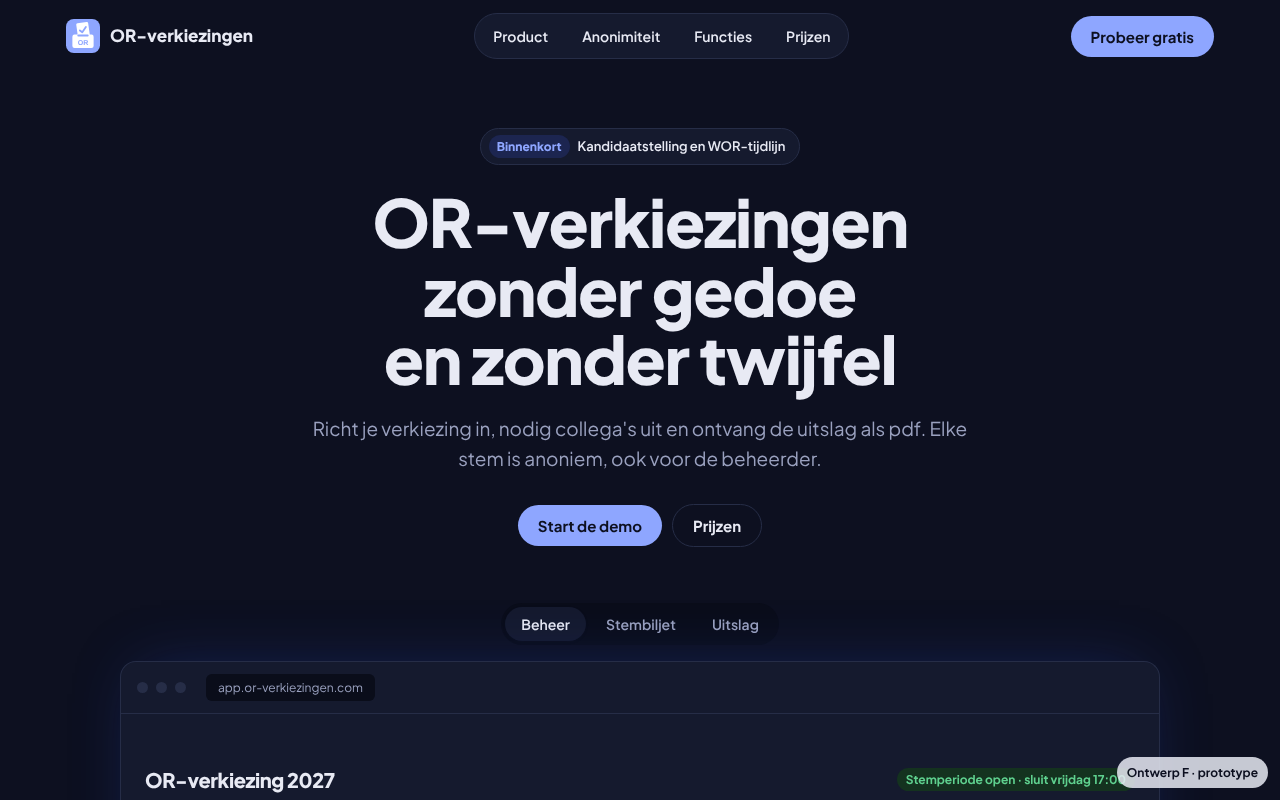 OR
OR-verkiezingen
Product
Anonimiteit
Functies
Prijzen
Probeer gratis
Binnenkort Kandidaatstelling en WOR-tijdlijn
OR-verkiezingen
zonder gedoe
en zonder twijfel
Richt je verkiezing in, nodig collega's uit en ontvang de uitslag als pdf. Elke
stem is anoniem, ook voor de beheerder.
Start de demo
Prijzen
Beheer
Stembiljet
Uitslag
app.or-verkiezingen.com
OR-verkiezing 2027
Stemperiode open · sluit vrijdag 17:00
Ontwerp F · prototype